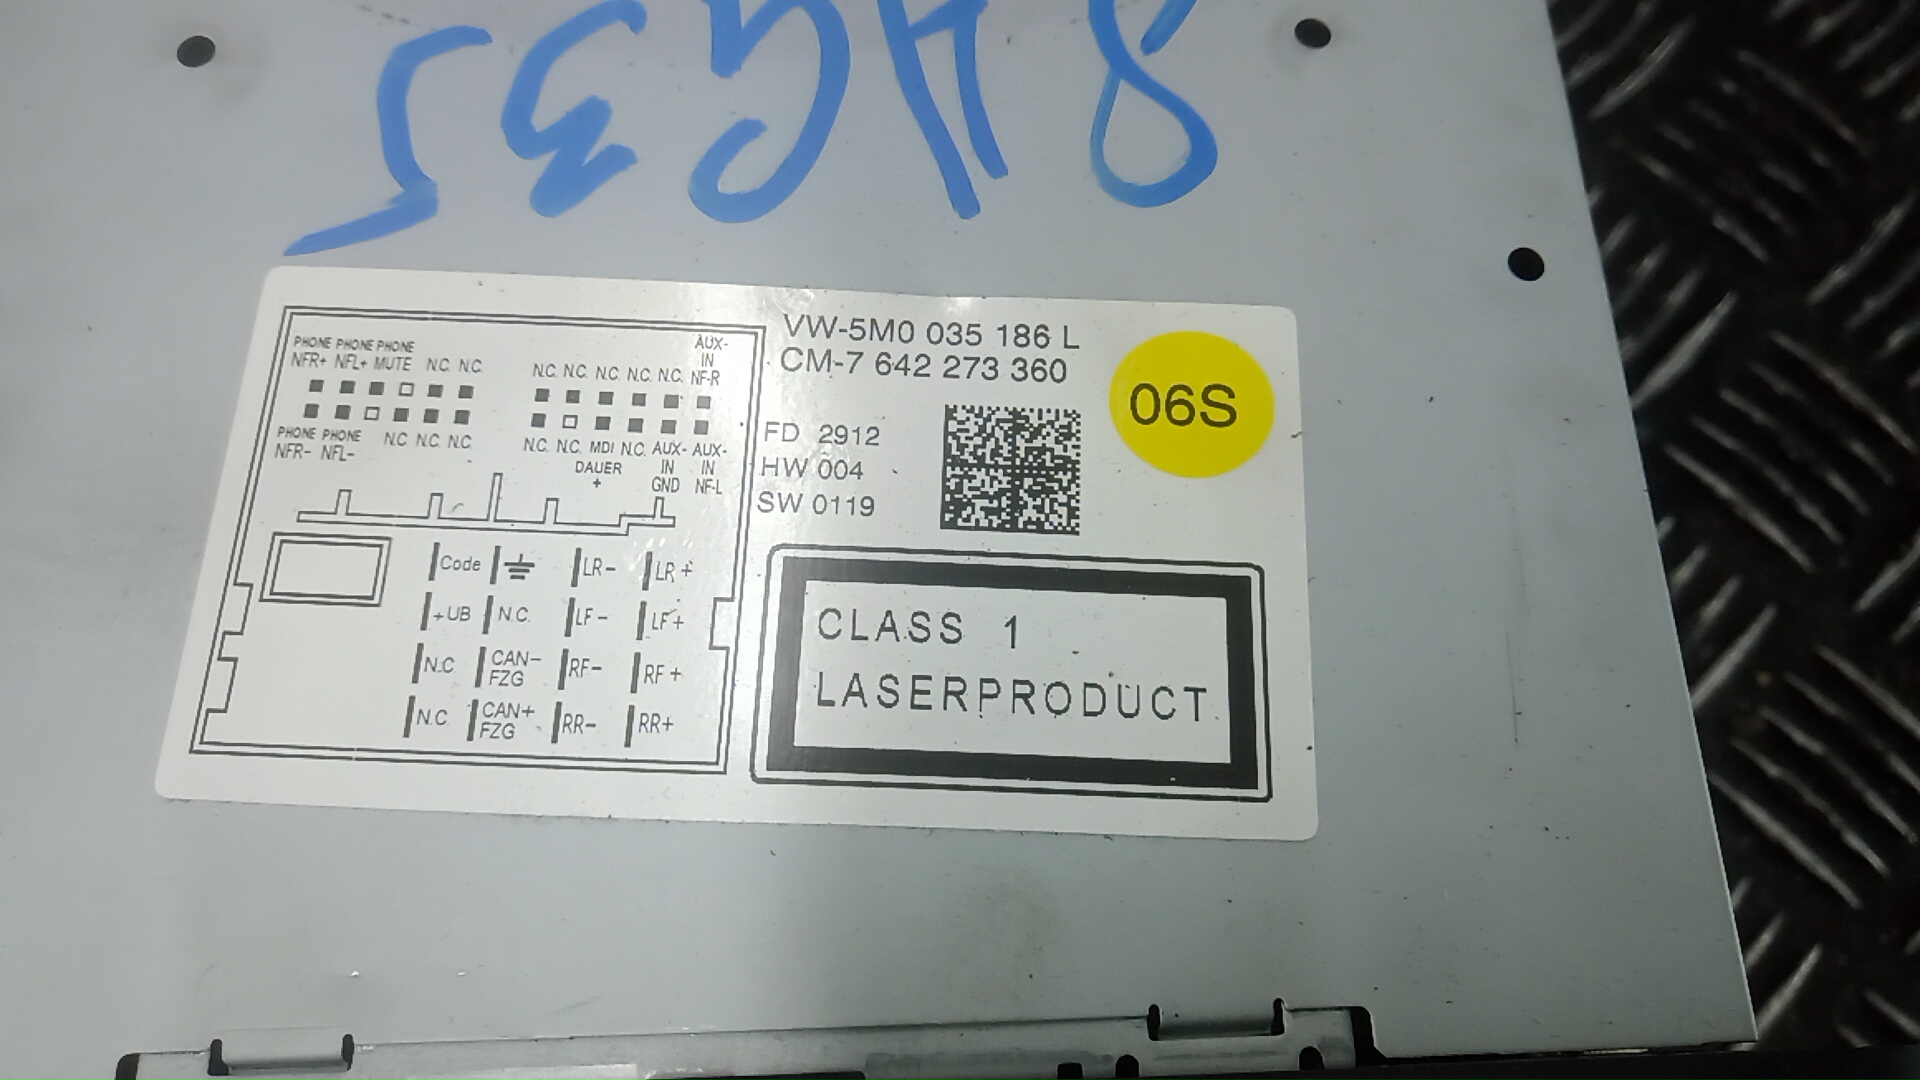 8HG35
VW-5M0 035 186 L
CM-7 642 273 360
06S
FD 2912
HW 004
SW 0119
CLASS 1
LASERPRODUCT
PHONE PHONE PHONE
NFR+ NFL+ MUTE N.C. N.C.
N.C. N.C. N.C. N.C. N.C. AUX-
IN
NF-R
PHONE PHONE
NFR- NFL-
N.C. N.C. N.C.
N.C. N.C. MDI N.C. AUX- AUX-
DAUER IN IN
+ GND NF-L
Code LR- LR+
+UB N.C. LF- LF+
N.C. CAN- RF- RF+
FZG
N.C. CAN+ RR- RR+
FZG